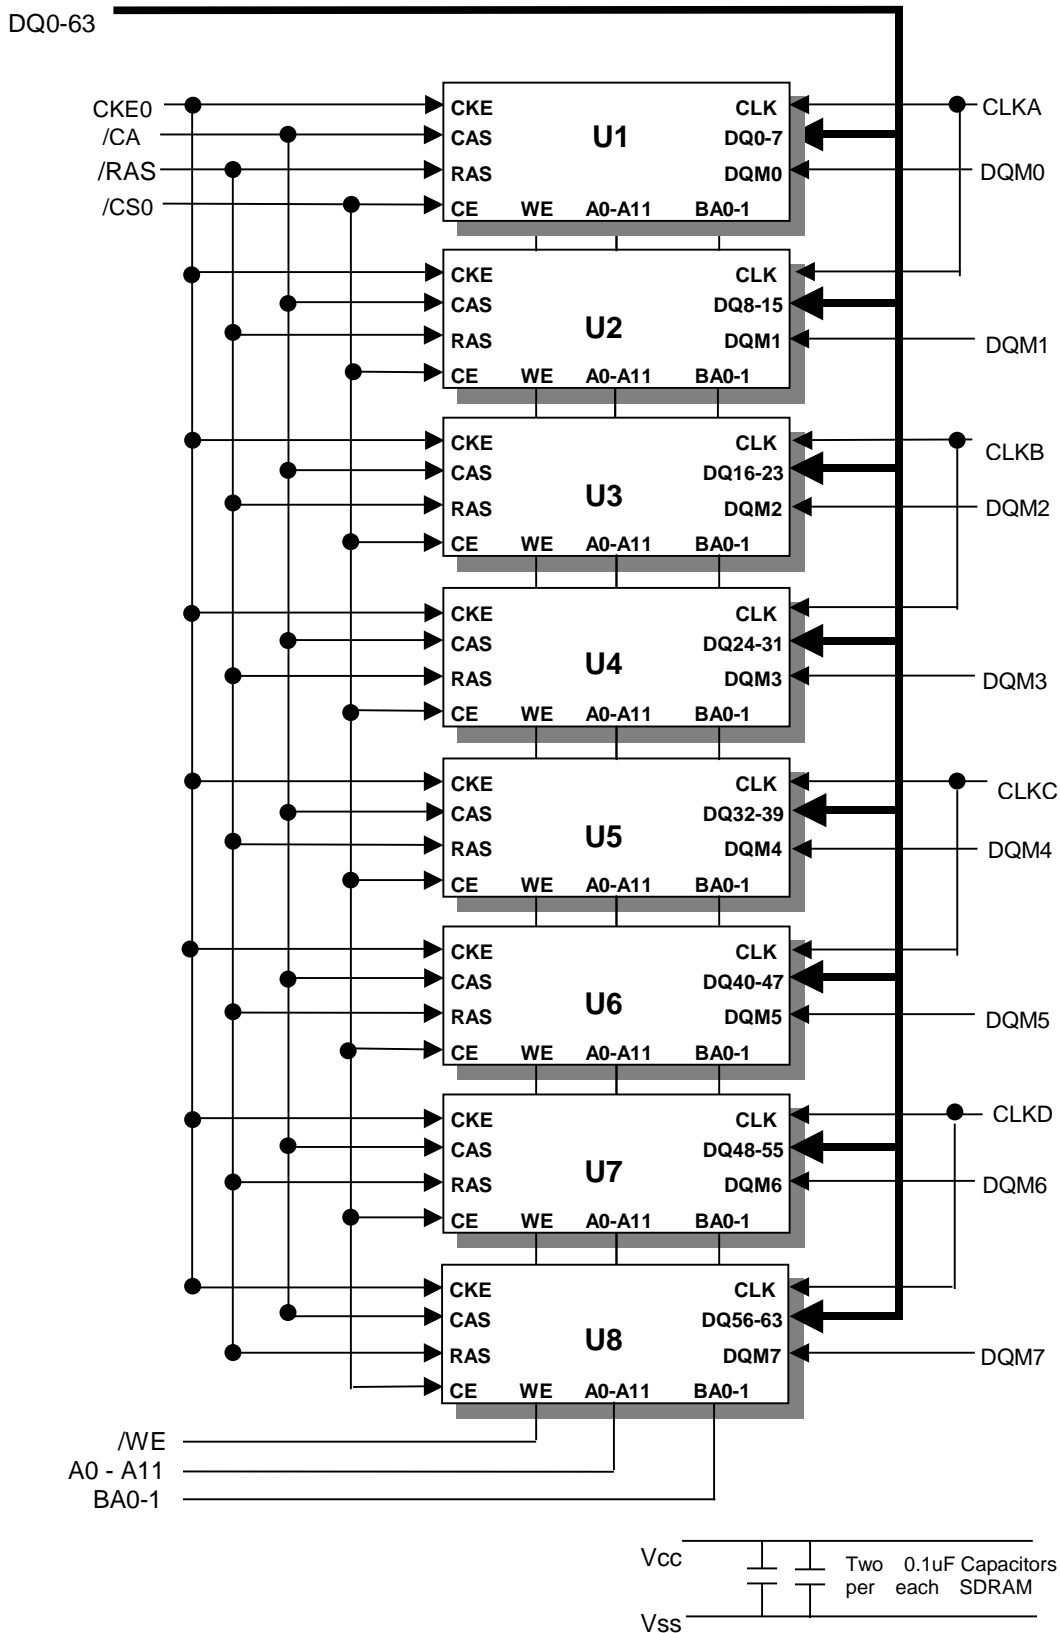 DQ0-63
CKE0
/CA
/RAS
/CS0
CKE CLK
CAS U1 DQ0-7
RAS DQM0
CE WE A0-A11 BA0-1
CLKA
DQM0
CKE CLK
CAS U2 DQ8-15
RAS DQM1
CE WE A0-A11 BA0-1
DQM1
CKE CLK
CAS U3 DQ16-23
RAS DQM2
CE WE A0-A11 BA0-1
CLKB
DQM2
CKE CLK
CAS U4 DQ24-31
RAS DQM3
CE WE A0-A11 BA0-1
DQM3
CKE CLK
CAS U5 DQ32-39
RAS DQM4
CE WE A0-A11 BA0-1
CLKC
DQM4
CKE CLK
CAS U6 DQ40-47
RAS DQM5
CE WE A0-A11 BA0-1
DQM5
CKE CLK
CAS U7 DQ48-55
RAS DQM6
CE WE A0-A11 BA0-1
CLKD
DQM6
CKE CLK
CAS U8 DQ56-63
RAS DQM7
CE WE A0-A11 BA0-1
DQM7
/WE
A0 - A11
BA0-1
Vcc
Two 0.1uF Capacitors
per each SDRAM
Vss